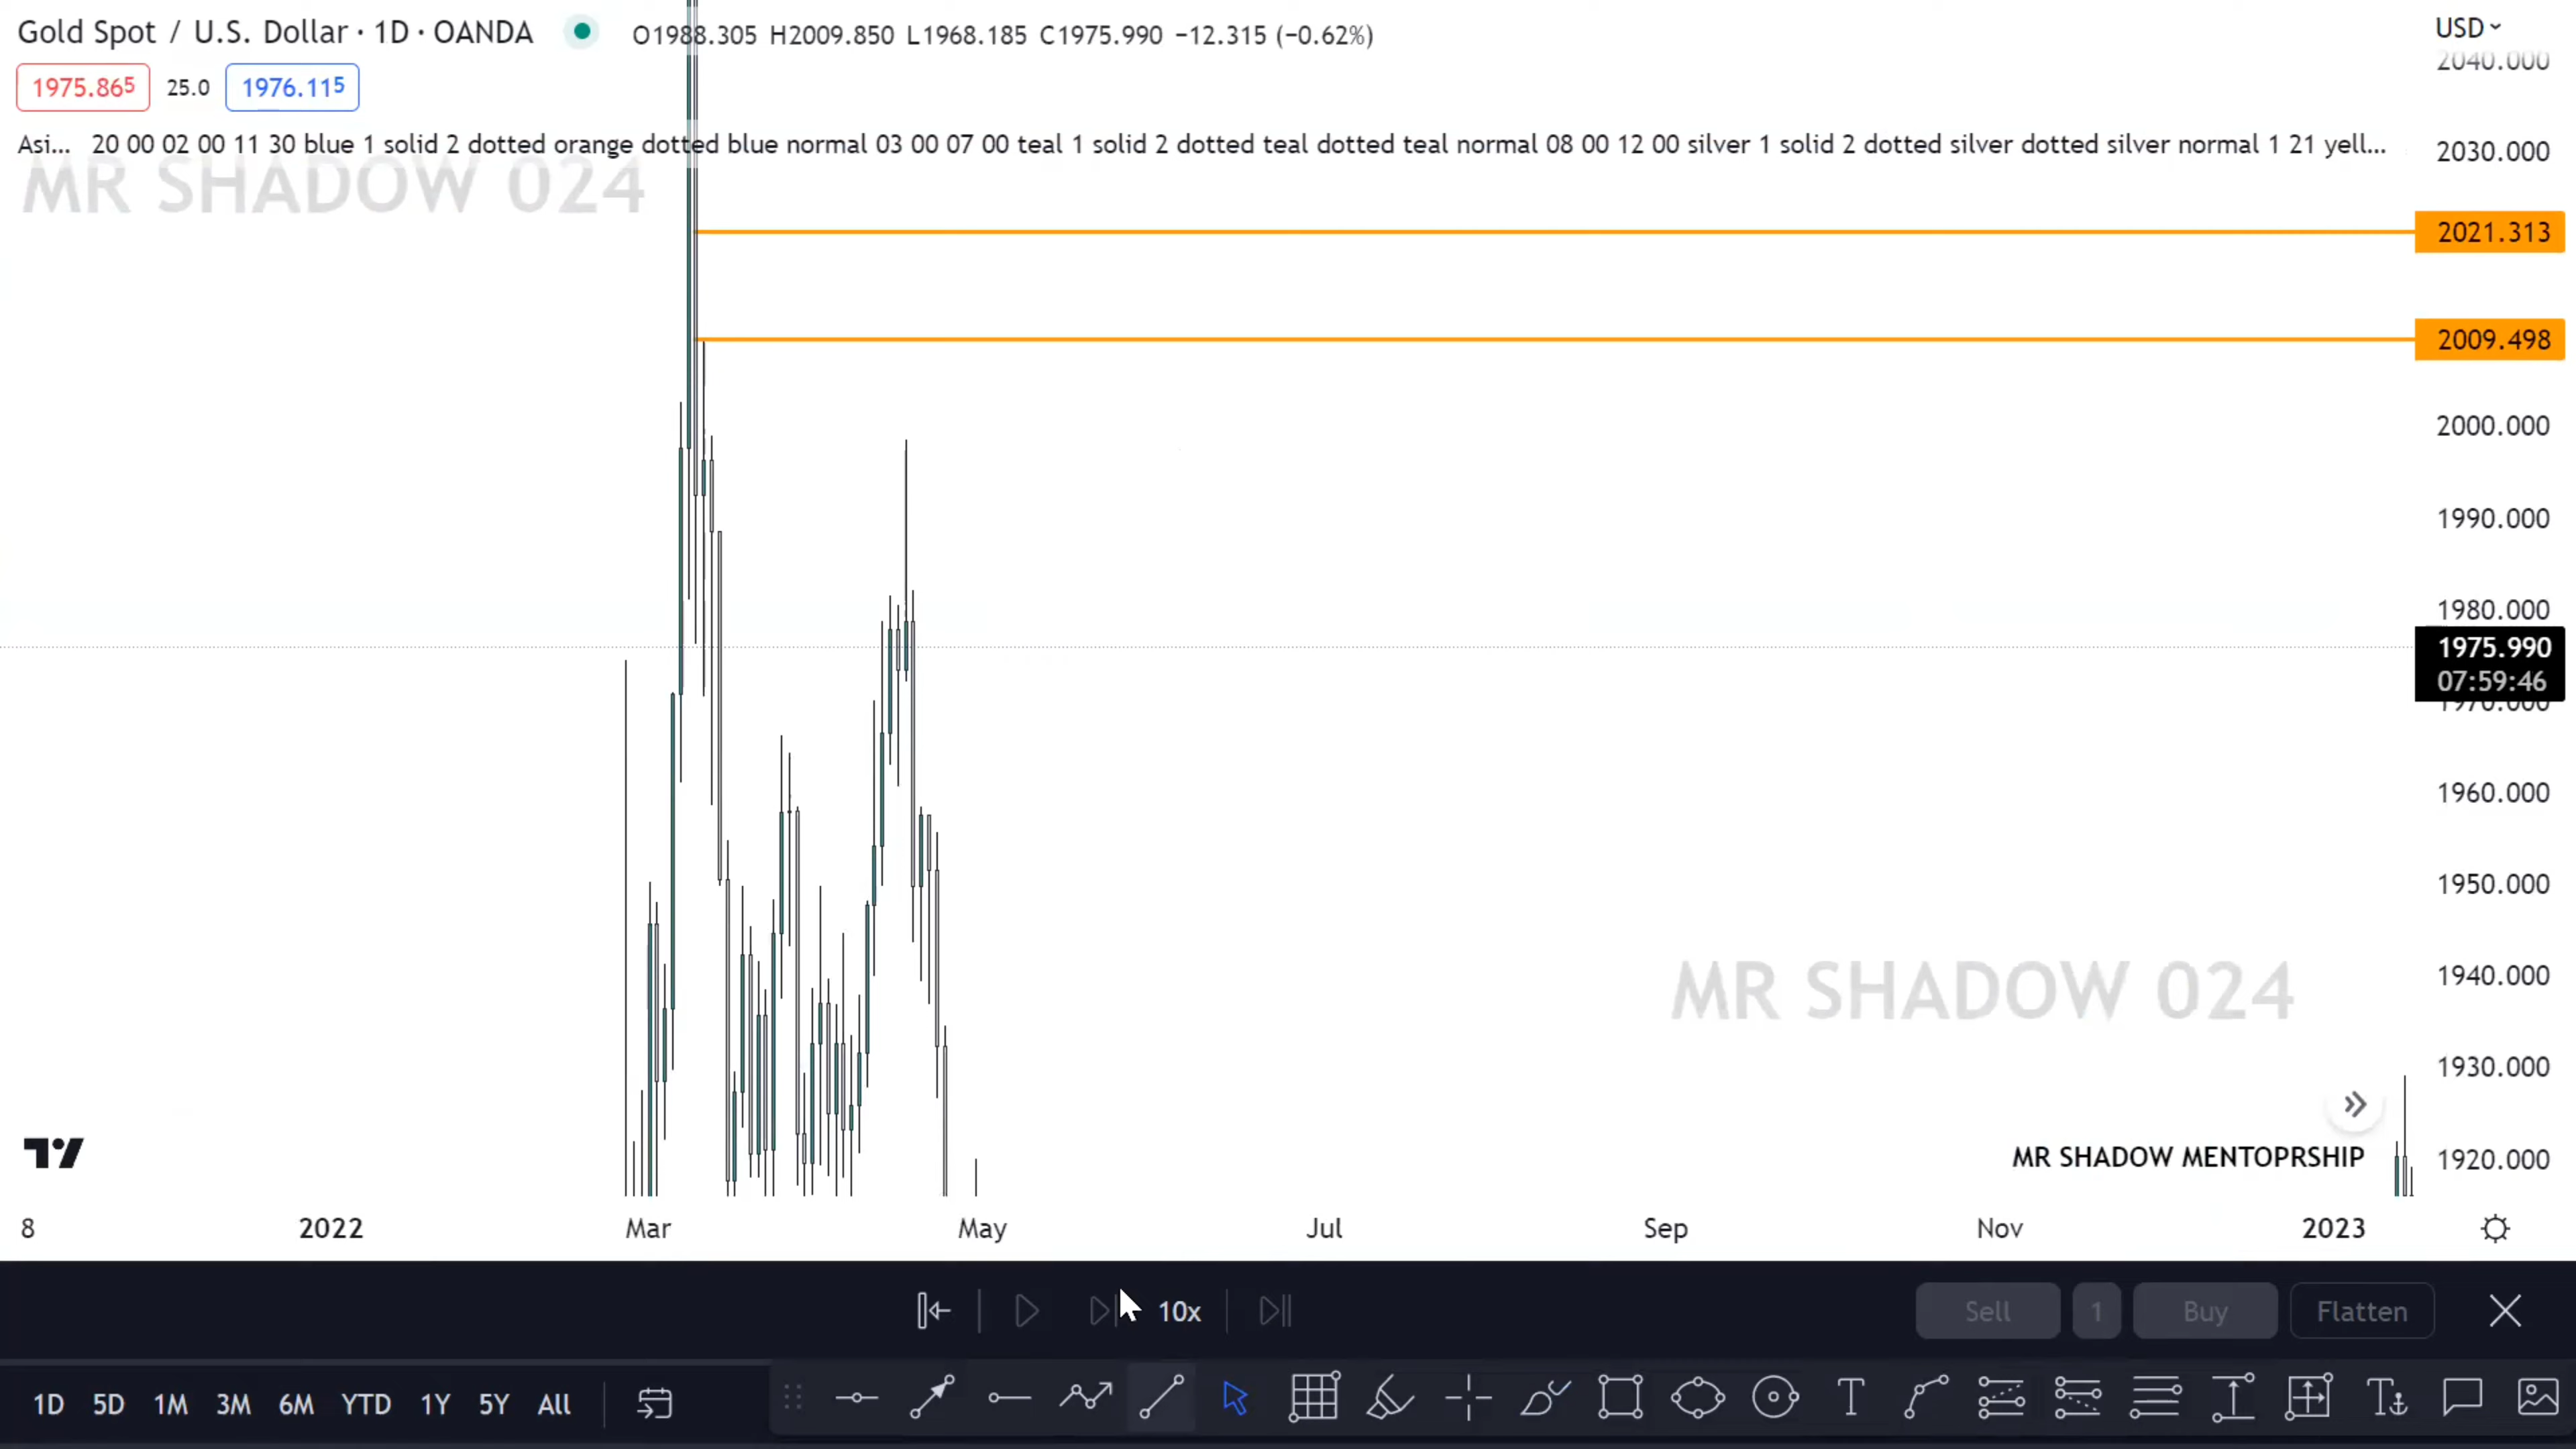 Gold Spot / U.S. Dollar · 1D · OANDA
O1988.305 H2009.850 L1968.185 C1975.990 −12.315 (−0.62%)
USD
2040.000
1975.865 25.0 1976.115
Asi... 20 00 02 00 11 30 blue 1 solid 2 dotted orange dotted blue normal 03 00 07 00 teal 1 solid 2 dotted teal dotted teal normal 08 00 12 00 silver 1 solid 2 dotted silver dotted silver normal 1 21 yell...
2030.000
MR SHADOW 024
2021.313
2009.498
2000.000
1990.000
1980.000
1975.990
07:59:46
1970.000
1960.000
1950.000
1940.000
MR SHADOW 024
1930.000
MR SHADOW MENTOPRSHIP
1920.000
8 2022 Mar May Jul Sep Nov 2023
10x
Sell 1 Buy Flatten
1D 5D 1M 3M 6M YTD 1Y 5Y All